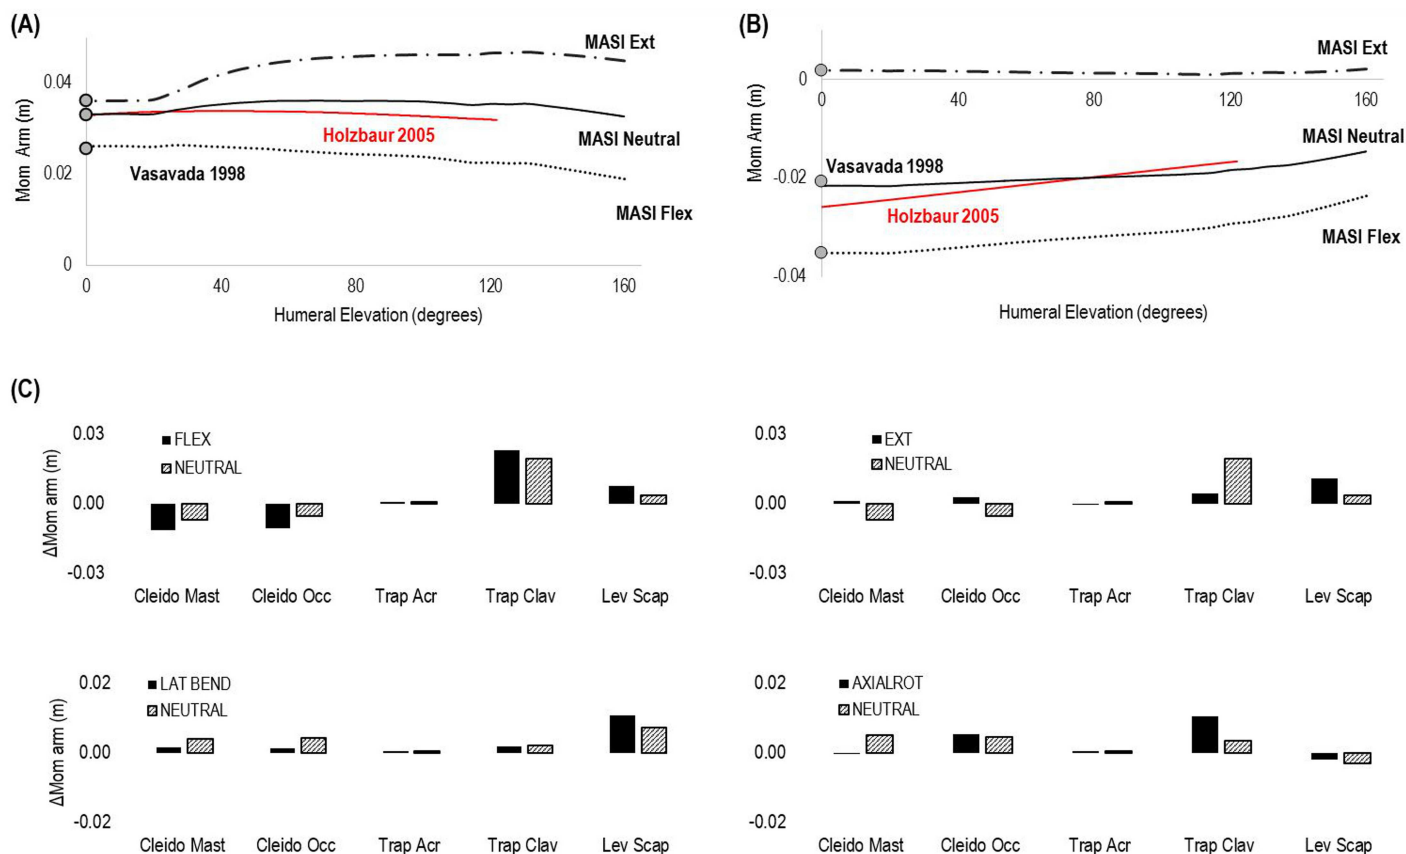 (A)
MASI Ext
0.04
Mom Arm (m)
Holzbaur 2005
MASI Neutral
0.02
Vasavada 1998
MASI Flex
0
0 40 80 120 160
Humeral Elevation (degrees)
(B)
MASI Ext
0
0 40 80 120 160
Mom Arm (m)
MASI Neutral
Vasavada 1998
-0.02
Holzbaur 2005
MASI Flex
-0.04
Humeral Elevation (degrees)
(C)
0.03
FLEX
NEUTRAL
ΔMom arm (m)
0.00
-0.03
Cleido Mast Cleido Occ Trap Acr Trap Clav Lev Scap
0.03
EXT
NEUTRAL
0.00
-0.03
Cleido Mast Cleido Occ Trap Acr Trap Clav Lev Scap
0.02
LAT BEND
NEUTRAL
ΔMom arm (m)
0.00
-0.02
Cleido Mast Cleido Occ Trap Acr Trap Clav Lev Scap
0.02
AXIALROT
NEUTRAL
0.00
-0.02
Cleido Mast Cleido Occ Trap Acr Trap Clav Lev Scap